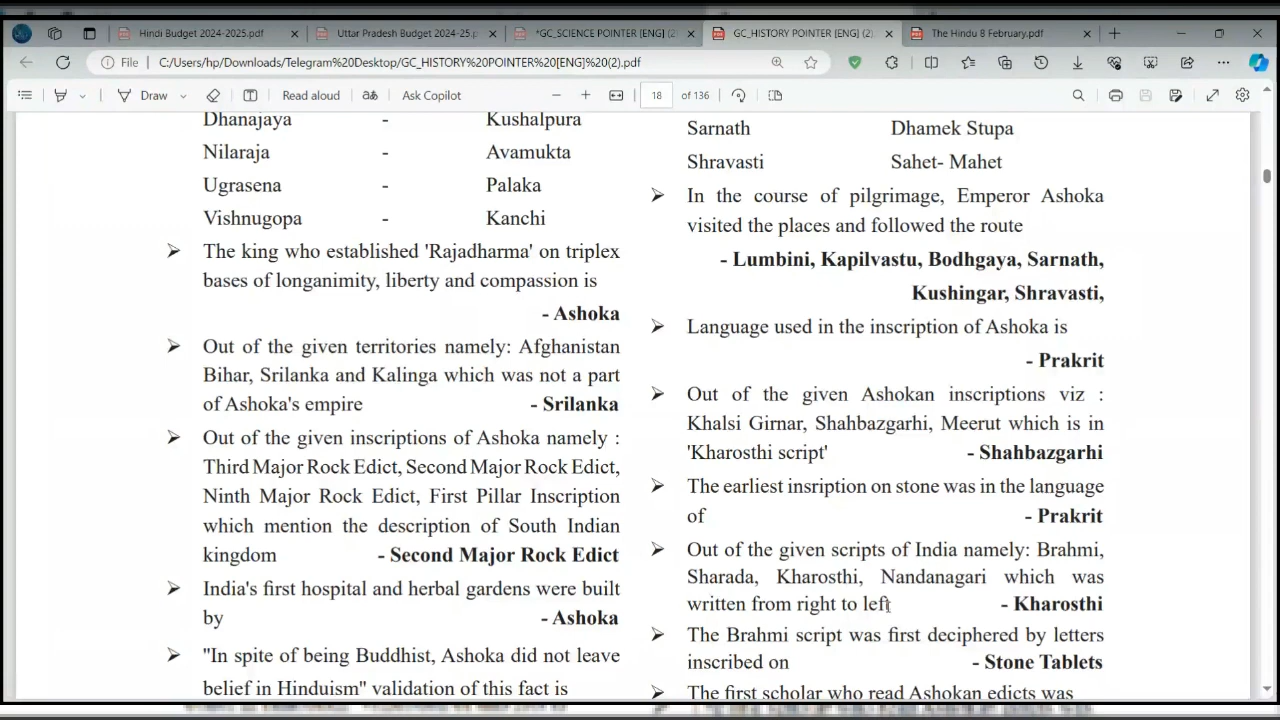 Hindi Budget 2024-2025.pdf
Uttar Pradesh Budget 2024-25.p
*GC_SCIENCE POINTER [ENG] (2)
GC_HISTORY POINTER [ENG] (2)
The Hindu 8 February.pdf
File
C:/Users/hp/Downloads/Telegram%20Desktop/GC_HISTORY%20POINTER%20[ENG]%20(2).pdf
Draw
Read aloud
Ask Copilot
18 of 136
Dhanajaya - Kushalpura
Nilaraja - Avamukta
Ugrasena - Palaka
Vishnugopa - Kanchi
➢ The king who established 'Rajadharma' on triplex
bases of longanimity, liberty and compassion is
- Ashoka
➢ Out of the given territories namely: Afghanistan
Bihar, Srilanka and Kalinga which was not a part
of Ashoka's empire - Srilanka
➢ Out of the given inscriptions of Ashoka namely :
Third Major Rock Edict, Second Major Rock Edict,
Ninth Major Rock Edict, First Pillar Inscription
which mention the description of South Indian
kingdom - Second Major Rock Edict
➢ India's first hospital and herbal gardens were built
by - Ashoka
➢ "In spite of being Buddhist, Ashoka did not leave
belief in Hinduism" validation of this fact is
Sarnath Dhamek Stupa
Shravasti Sahet- Mahet
➢ In the course of pilgrimage, Emperor Ashoka
visited the places and followed the route
- Lumbini, Kapilvastu, Bodhgaya, Sarnath,
Kushingar, Shravasti,
➢ Language used in the inscription of Ashoka is
- Prakrit
➢ Out of the given Ashokan inscriptions viz :
Khalsi Girnar, Shahbazgarhi, Meerut which is in
'Kharosthi script' - Shahbazgarhi
➢ The earliest insription on stone was in the language
of - Prakrit
➢ Out of the given scripts of India namely: Brahmi,
Sharada, Kharosthi, Nandanagari which was
written from right to left - Kharosthi
➢ The Brahmi script was first deciphered by letters
inscribed on - Stone Tablets
➢ The first scholar who read Ashokan edicts was